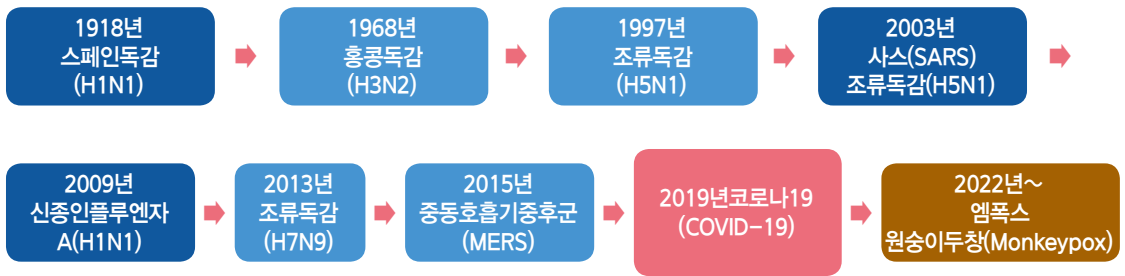 1918년
스페인독감
(H1N1)
1968년
홍콩독감
(H3N2)
1997년
조류독감
(H5N1)
2003년
사스(SARS)
조류독감(H5N1)
2009년
신종인플루엔자
A(H1N1)
2013년
조류독감
(H7N9)
2015년
중동호흡기중후군
(MERS)
2019년코로나19
(COVID-19)
2022년~
엠폭스
원숭이두창(Monkeypox)